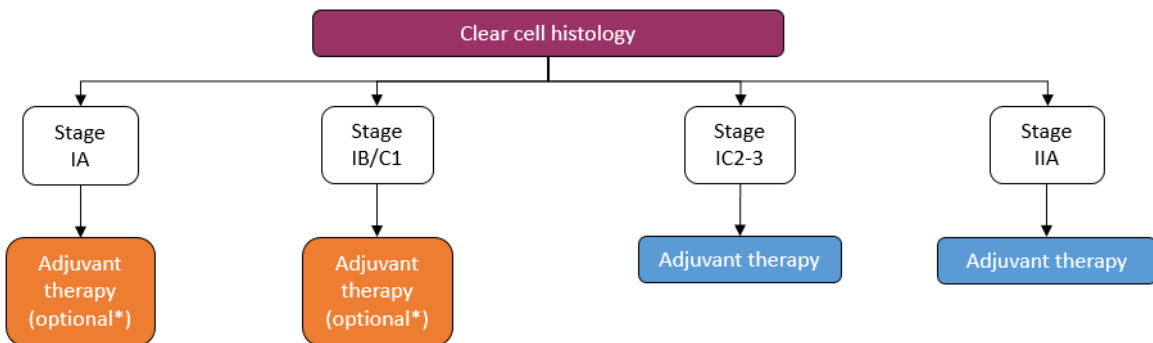 Clear cell histology
Stage
IA
Stage
IB/C1
Stage
IC2-3
Stage
IIA
Adjuvant
therapy
(optional*)
Adjuvant
therapy
(optional*)
Adjuvant therapy
Adjuvant therapy